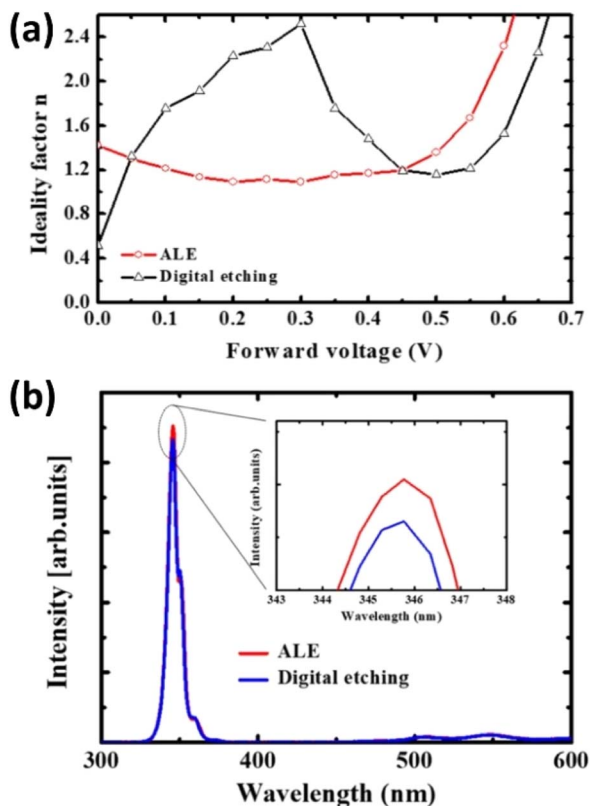 (a)
2.4
2.0
1.6
1.2
0.8
0.4
0.0
Ideality factor n
ALE
Digital etching
0.0 0.1 0.2 0.3 0.4 0.5 0.6 0.7
Forward voltage (V)
(b)
Intensity [arb.units]
Intensity (arb.units)
343 344 345 346 347 348
Wavelength (nm)
ALE
Digital etching
300 400 500 600
Wavelength (nm)